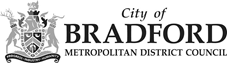 City of
BRADFORD
METROPOLITAN DISTRICT COUNCIL